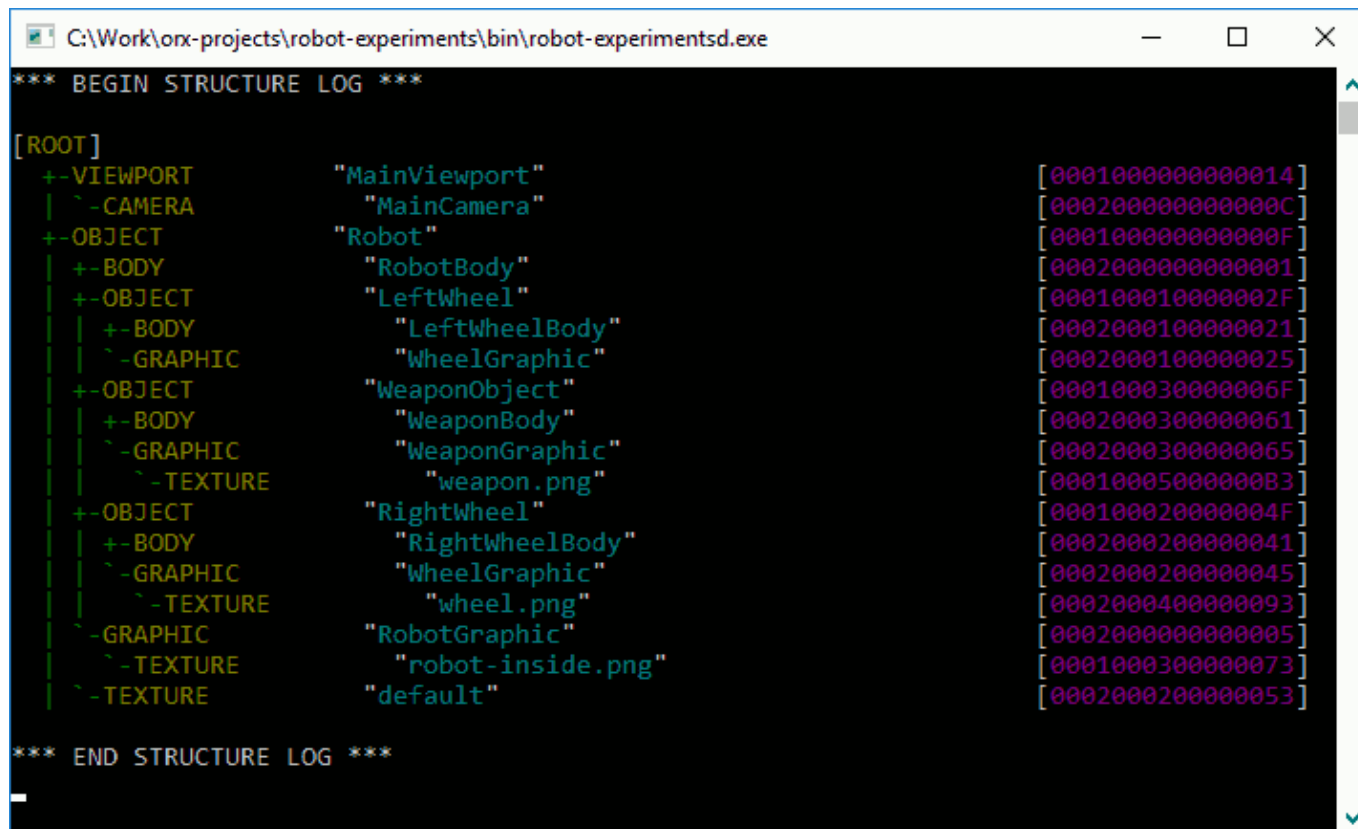 C:\Work\orx-projects\robot-experiments\bin\robot-experimentsd.exe
*** BEGIN STRUCTURE LOG ***
[ROOT]
  +-VIEWPORT         "MainViewport"                                [0001000000000014]
  | `-CAMERA           "MainCamera"                                [000200000000000C]
  +-OBJECT           "Robot"                                       [000100000000000F]
  | +-BODY             "RobotBody"                                 [0002000000000001]
  | +-OBJECT           "LeftWheel"                                 [000100010000002F]
  | | +-BODY             "LeftWheelBody"                           [0002000100000021]
  | | `-GRAPHIC          "WheelGraphic"                            [0002000100000025]
  | +-OBJECT           "WeaponObject"                              [000100030000006F]
  | | +-BODY             "WeaponBody"                              [0002000300000061]
  | | `-GRAPHIC          "WeaponGraphic"                           [0002000300000065]
  | |   `-TEXTURE          "weapon.png"                            [00010005000000B3]
  | +-OBJECT           "RightWheel"                                [000100020000004F]
  | | +-BODY             "RightWheelBody"                          [0002000200000041]
  | | `-GRAPHIC          "WheelGraphic"                            [0002000200000045]
  | |   `-TEXTURE          "wheel.png"                             [0002000400000093]
  | `-GRAPHIC          "RobotGraphic"                              [0002000000000005]
  |   `-TEXTURE          "robot-inside.png"                        [0001000300000073]
  | `-TEXTURE          "default"                                   [0002000200000053]
*** END STRUCTURE LOG ***